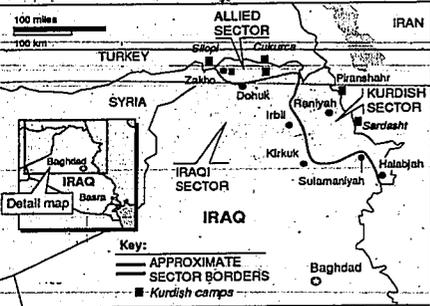 100 miles
100 km
ALLIED
SECTOR
IRAN
TURKEY
Silopi
Cukurca
Zakho
Piranshahr
Dohuk
KURDISH
SECTOR
SYRIA
Raniyah
Irbil
Sardasht
Baghdad
IRAQ
Basra
Detail map
IRAQI
SECTOR
Kirkuk
Halabjah
Sulamaniyah
IRAQ
Key:
APPROXIMATE
SECTOR BORDERS
Kurdish camps
Baghdad